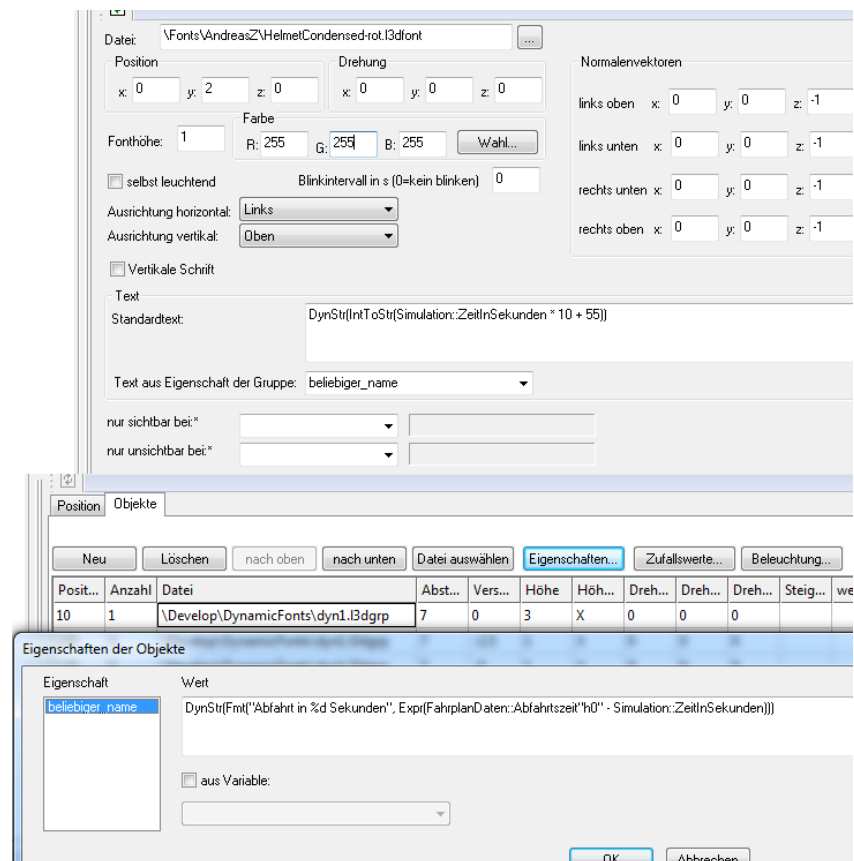 Datei: \Fonts\AndreasZ\HelmetCondensed-rot.l3dfont ...
Position Drehung Normalenvektoren
x: 0 y: 2 z: 0 x: 0 y: 0 z: 0
links oben x: 0 y: 0 z: -1
Farbe
Fonthöhe: 1 R: 255 G: 255 B: 255 Wahl...
links unten x: 0 y: 0 z: -1
selbst leuchtend Blinkintervall in s (0=kein blinken) 0
rechts unten x: 0 y: 0 z: -1
Ausrichtung horizontal: Links
rechts oben x: 0 y: 0 z: -1
Ausrichtung vertikal: Oben
Vertikale Schrift
Text
Standardtext: DynStr(IntToStr(Simulation::ZeitInSekunden * 10 + 55))
Text aus Eigenschaft der Gruppe: beliebiger_name
nur sichtbar bei:*
nur unsichtbar bei:*
Position Objekte
Neu Löschen nach oben nach unten Datei auswählen Eigenschaften... Zufallswerte... Beleuchtung...
Posit... Anzahl Datei Abst... Vers... Höhe Höh... Dreh... Dreh... Dreh... Steig... we
10 1 \Develop\DynamicFonts\dyn1.l3dgrp 7 0 3 X 0 0 0
Eigenschaften der Objekte
Eigenschaft Wert
beliebiger_name DynStr(Fmt("Abfahrt in %d Sekunden", Expr(FahrplanDaten::Abfahrtszeit"h0" - Simulation::ZeitInSekunden)))
aus Variable:
OK Abbrechen